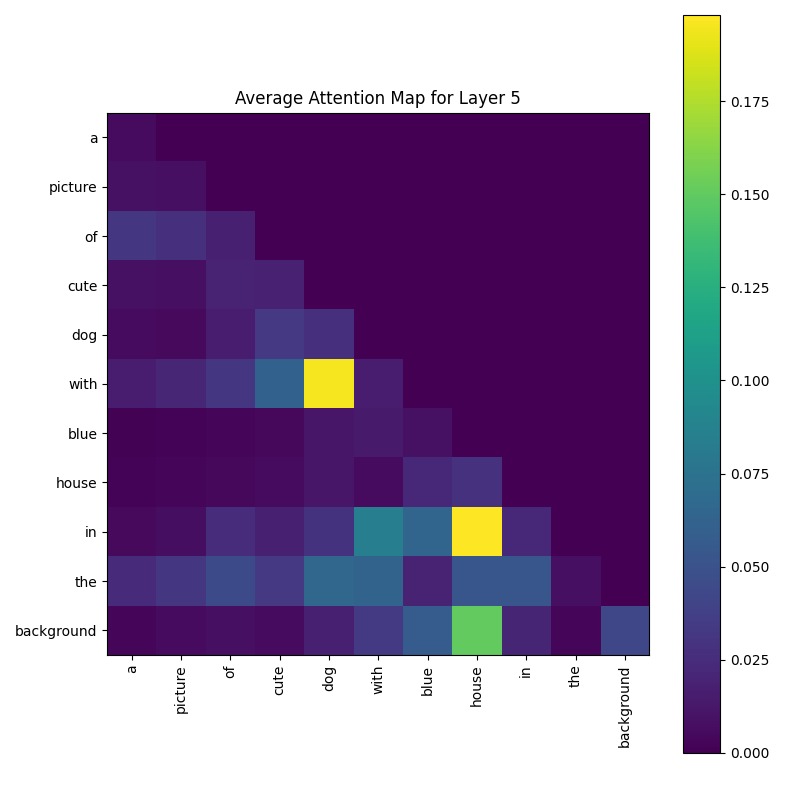 Average Attention Map for Layer 5
a
picture
of
cute
dog
with
blue
house
in
the
background
a
picture
of
cute
dog
with
blue
house
in
the
background
0.175
0.150
0.125
0.100
0.075
0.050
0.025
0.000